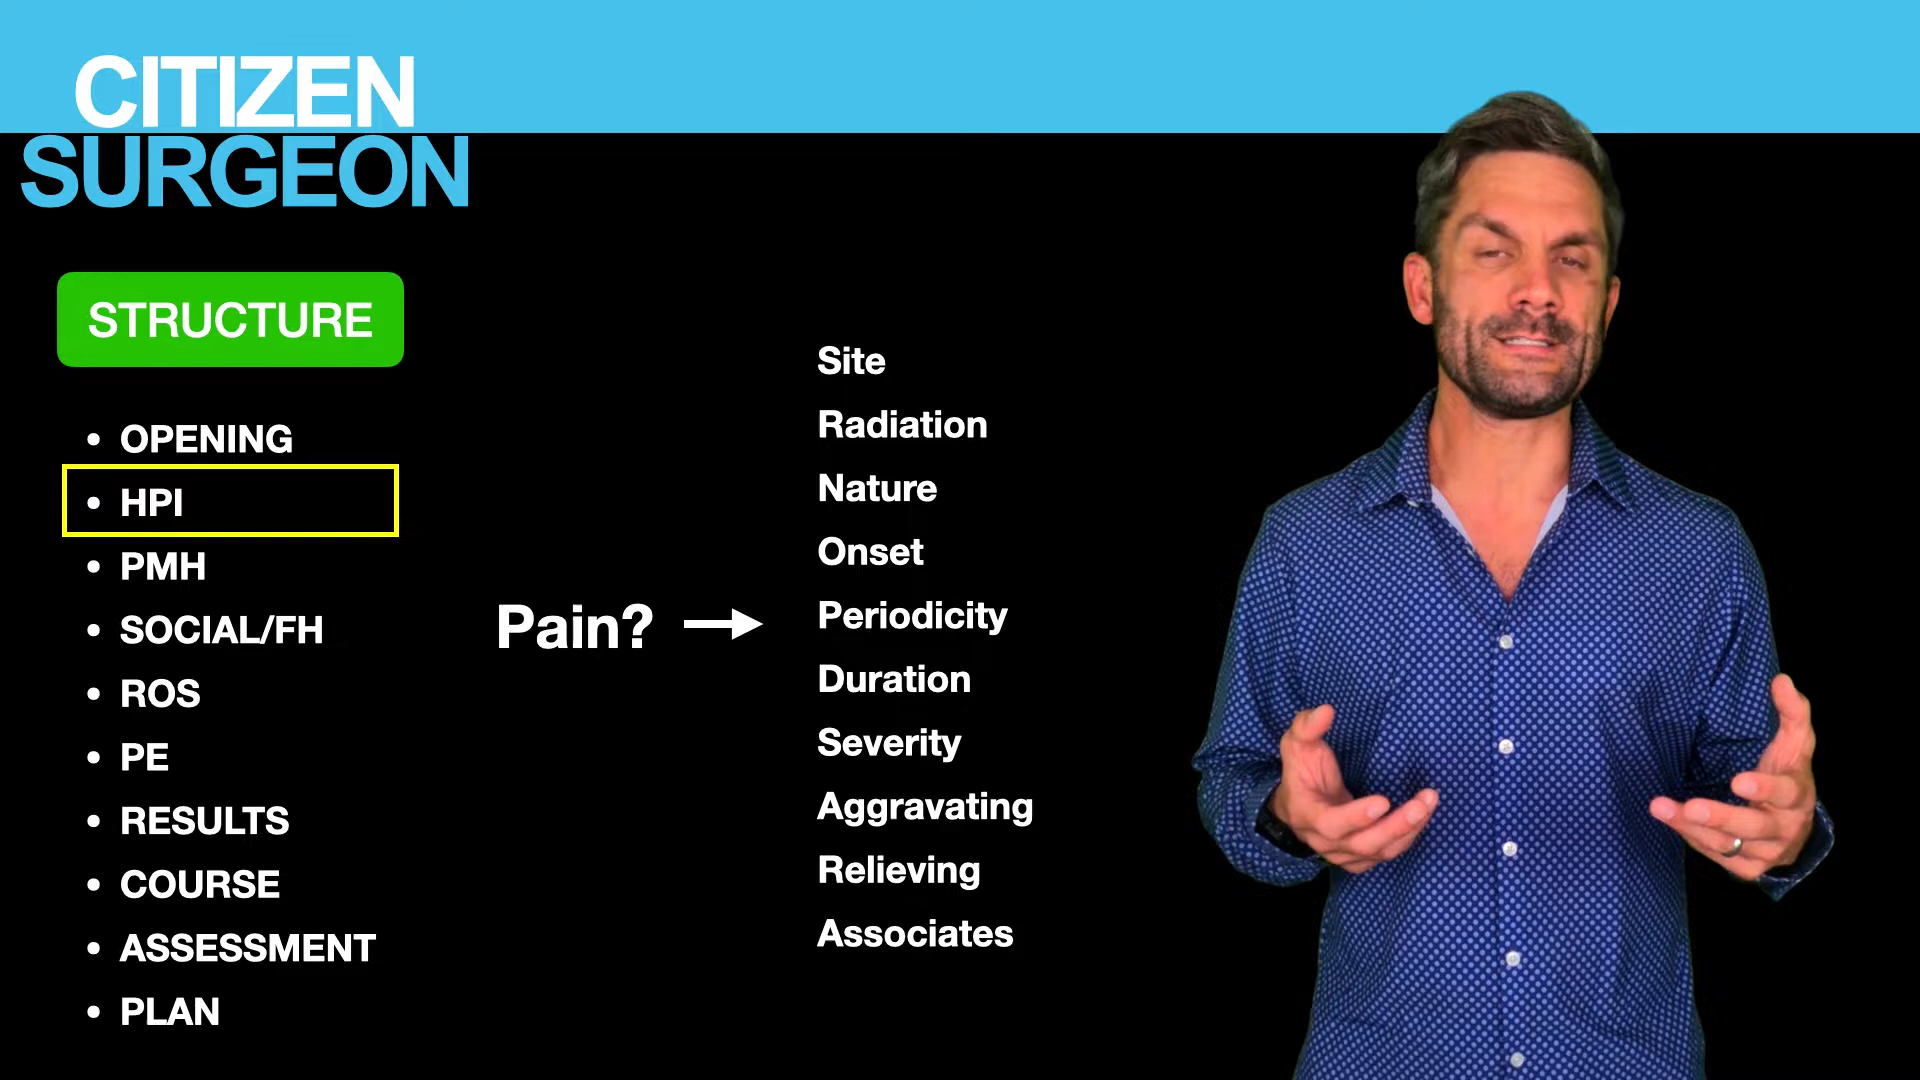 CITIZEN
SURGEON
STRUCTURE
• OPENING
• HPI
• PMH
• SOCIAL/FH
• ROS
• PE
• RESULTS
• COURSE
• ASSESSMENT
• PLAN
Pain?
Site
Radiation
Nature
Onset
Periodicity
Duration
Severity
Aggravating
Relieving
Associates